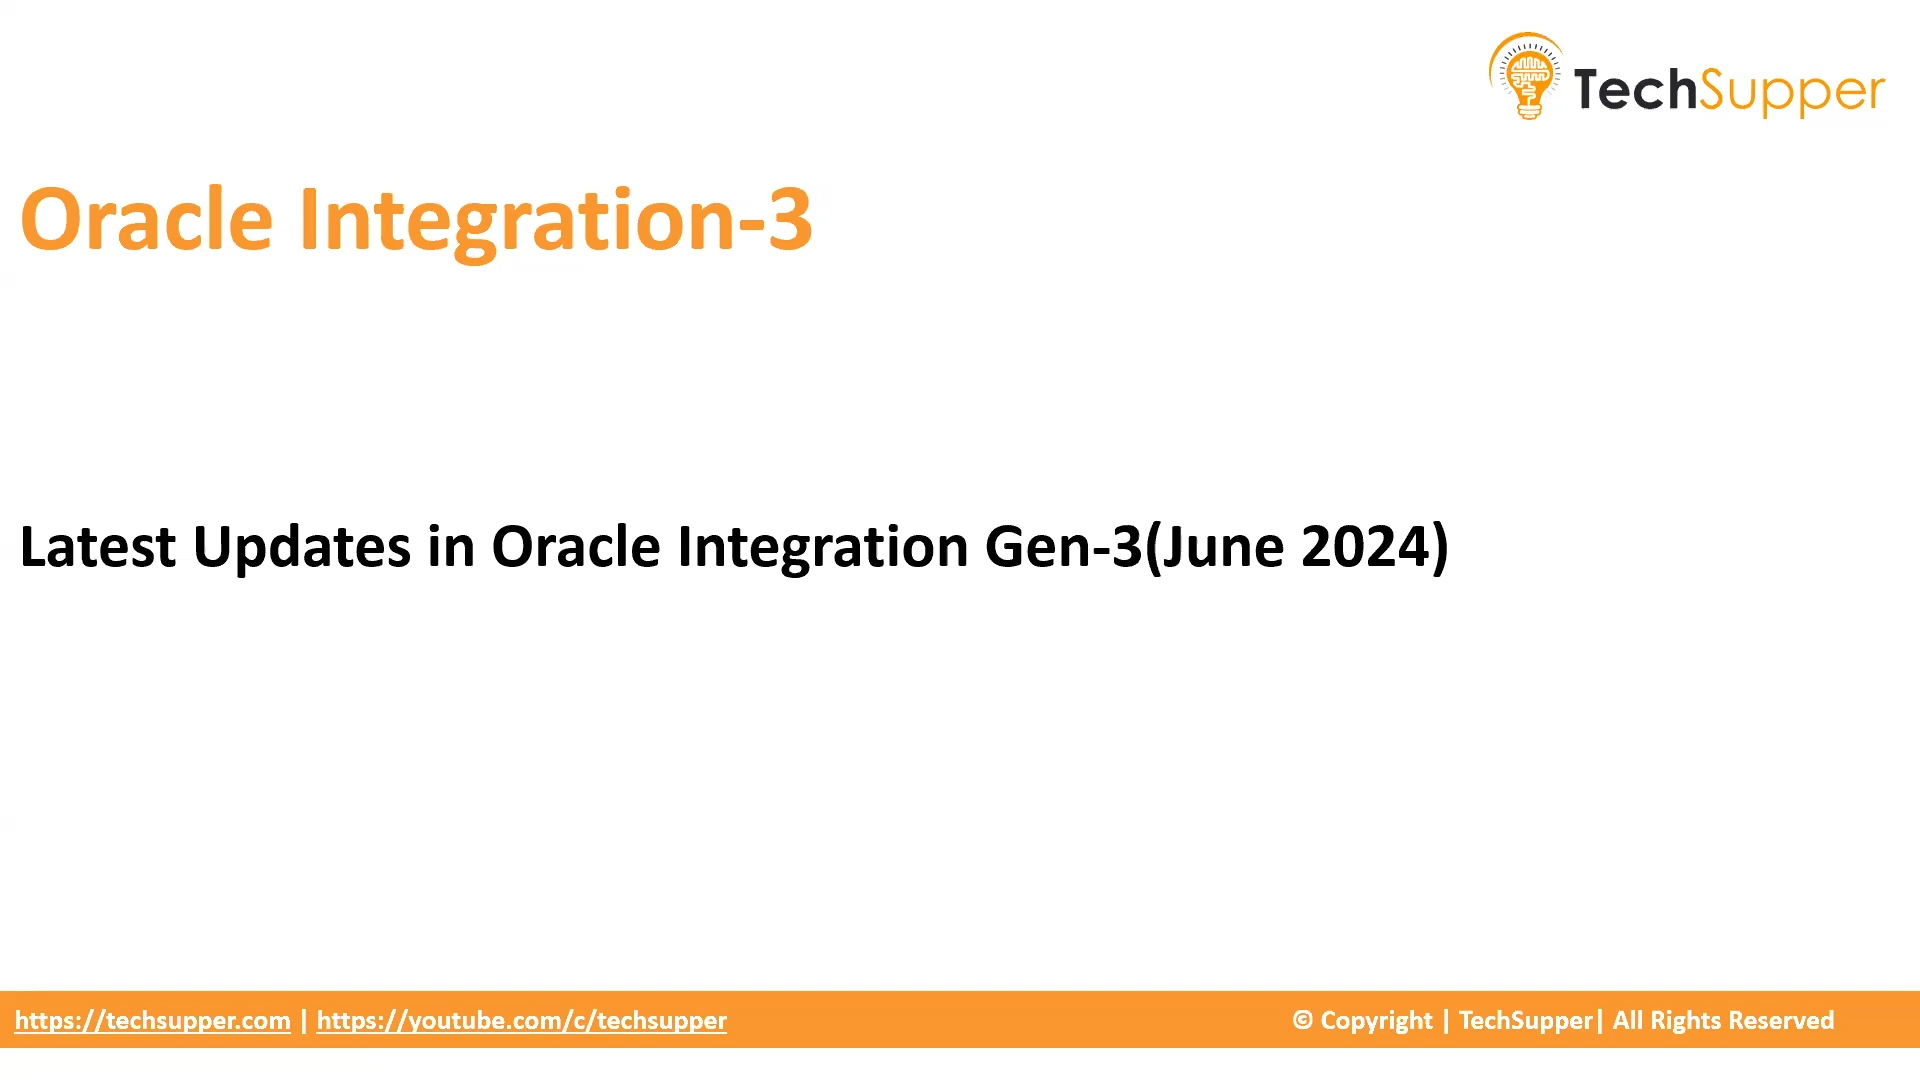 TechSupper
Oracle Integration-3
Latest Updates in Oracle Integration Gen-3(June 2024)
https://techsupper.com | https://youtube.com/c/techsupper
© Copyright | TechSupper| All Rights Reserved